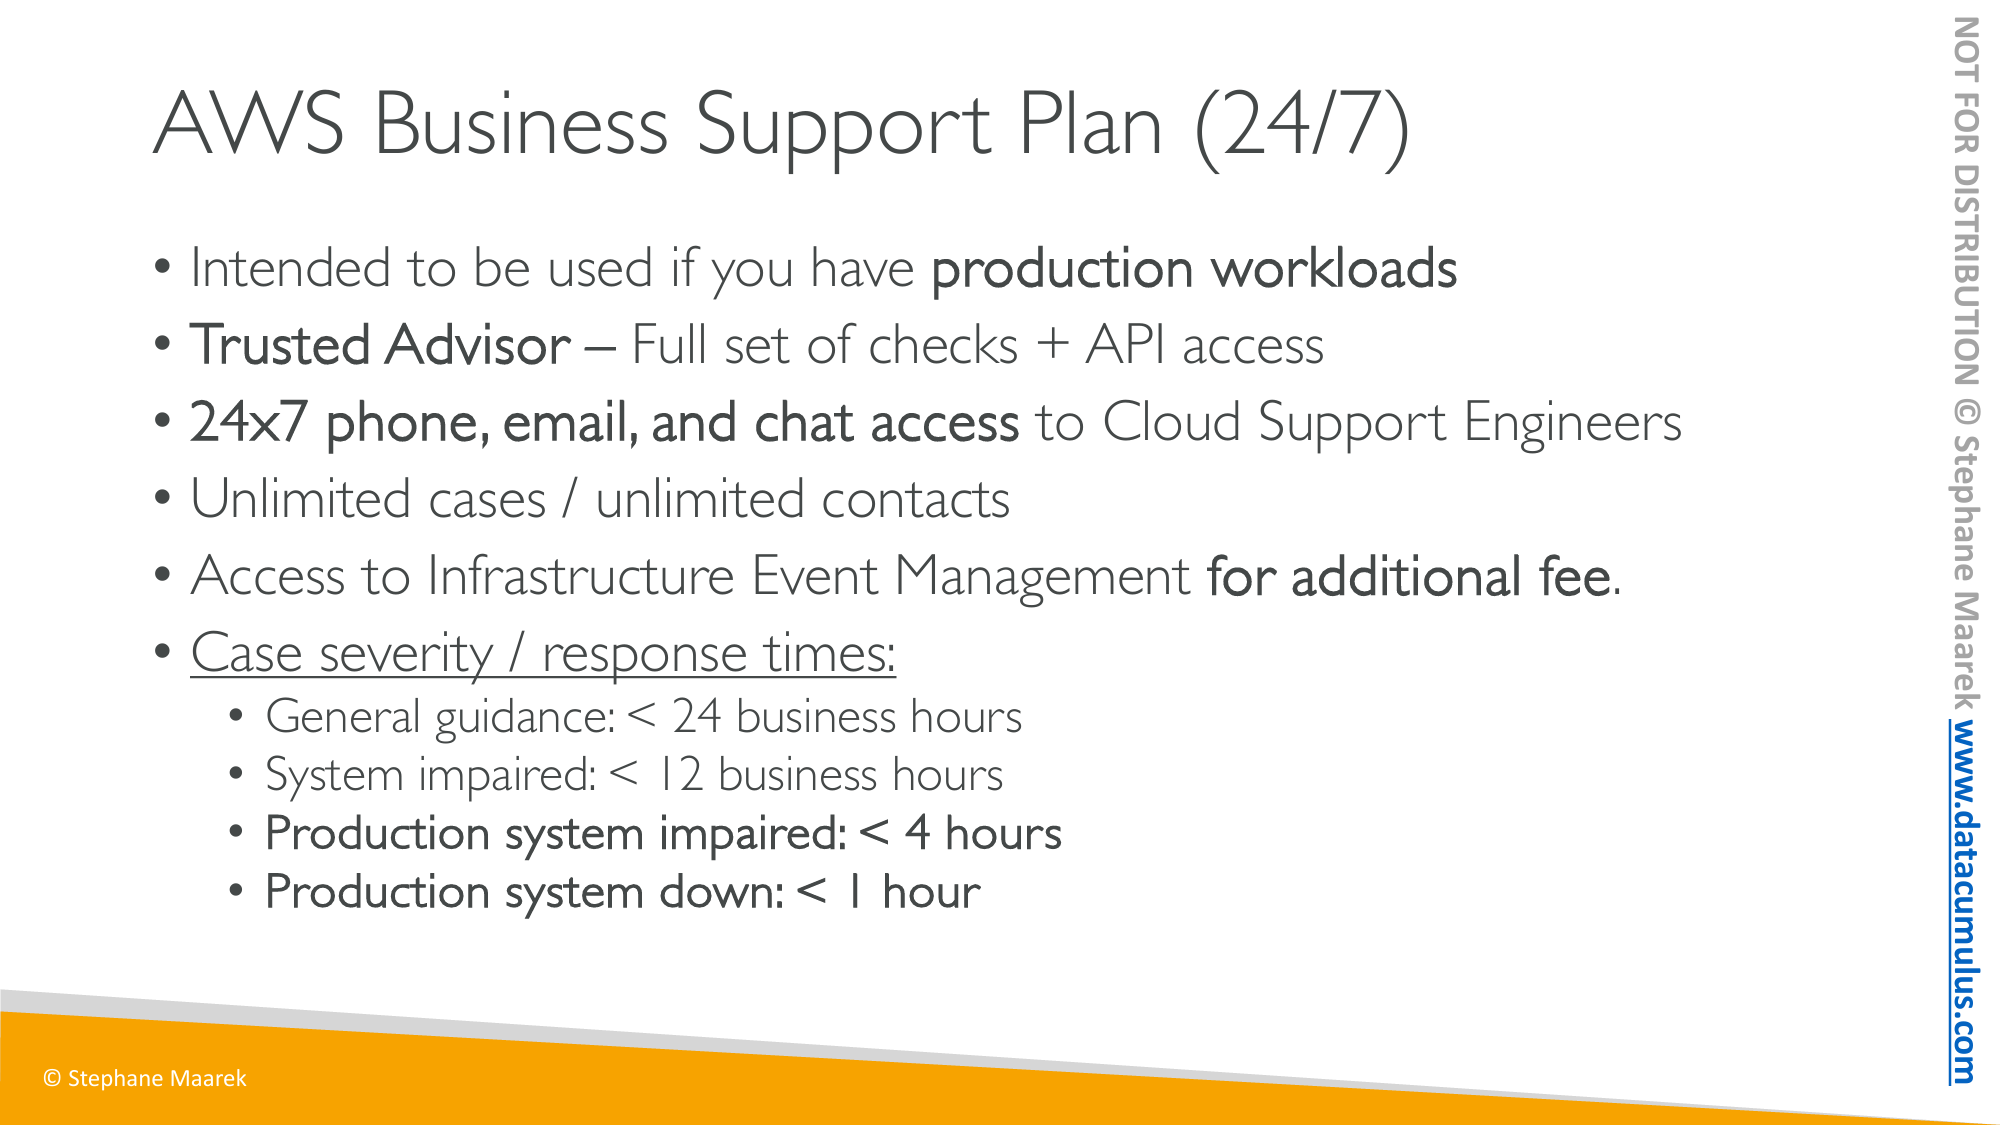 AWS Business Support Plan (24/7)
• Intended to be used if you have production workloads
• Trusted Advisor – Full set of checks + API access
• 24x7 phone, email, and chat access to Cloud Support Engineers
• Unlimited cases / unlimited contacts
• Access to Infrastructure Event Management for additional fee.
• Case severity / response times:
• General guidance: < 24 business hours
• System impaired: < 12 business hours
• Production system impaired: < 4 hours
• Production system down: < 1 hour
© Stephane Maarek
NOT FOR DISTRIBUTION © Stephane Maarek www.datacumulus.com